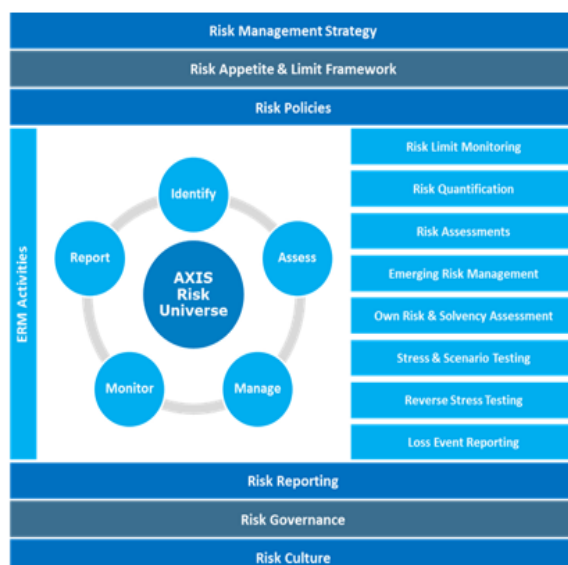 Risk Management Strategy
Risk Appetite & Limit Framework
Risk Policies
ERM Activities
Identify
Assess
Manage
Monitor
Report
AXIS
Risk
Universe
Risk Limit Monitoring
Risk Quantification
Risk Assessments
Emerging Risk Management
Own Risk & Solvency Assessment
Stress & Scenario Testing
Reverse Stress Testing
Loss Event Reporting
Risk Reporting
Risk Governance
Risk Culture